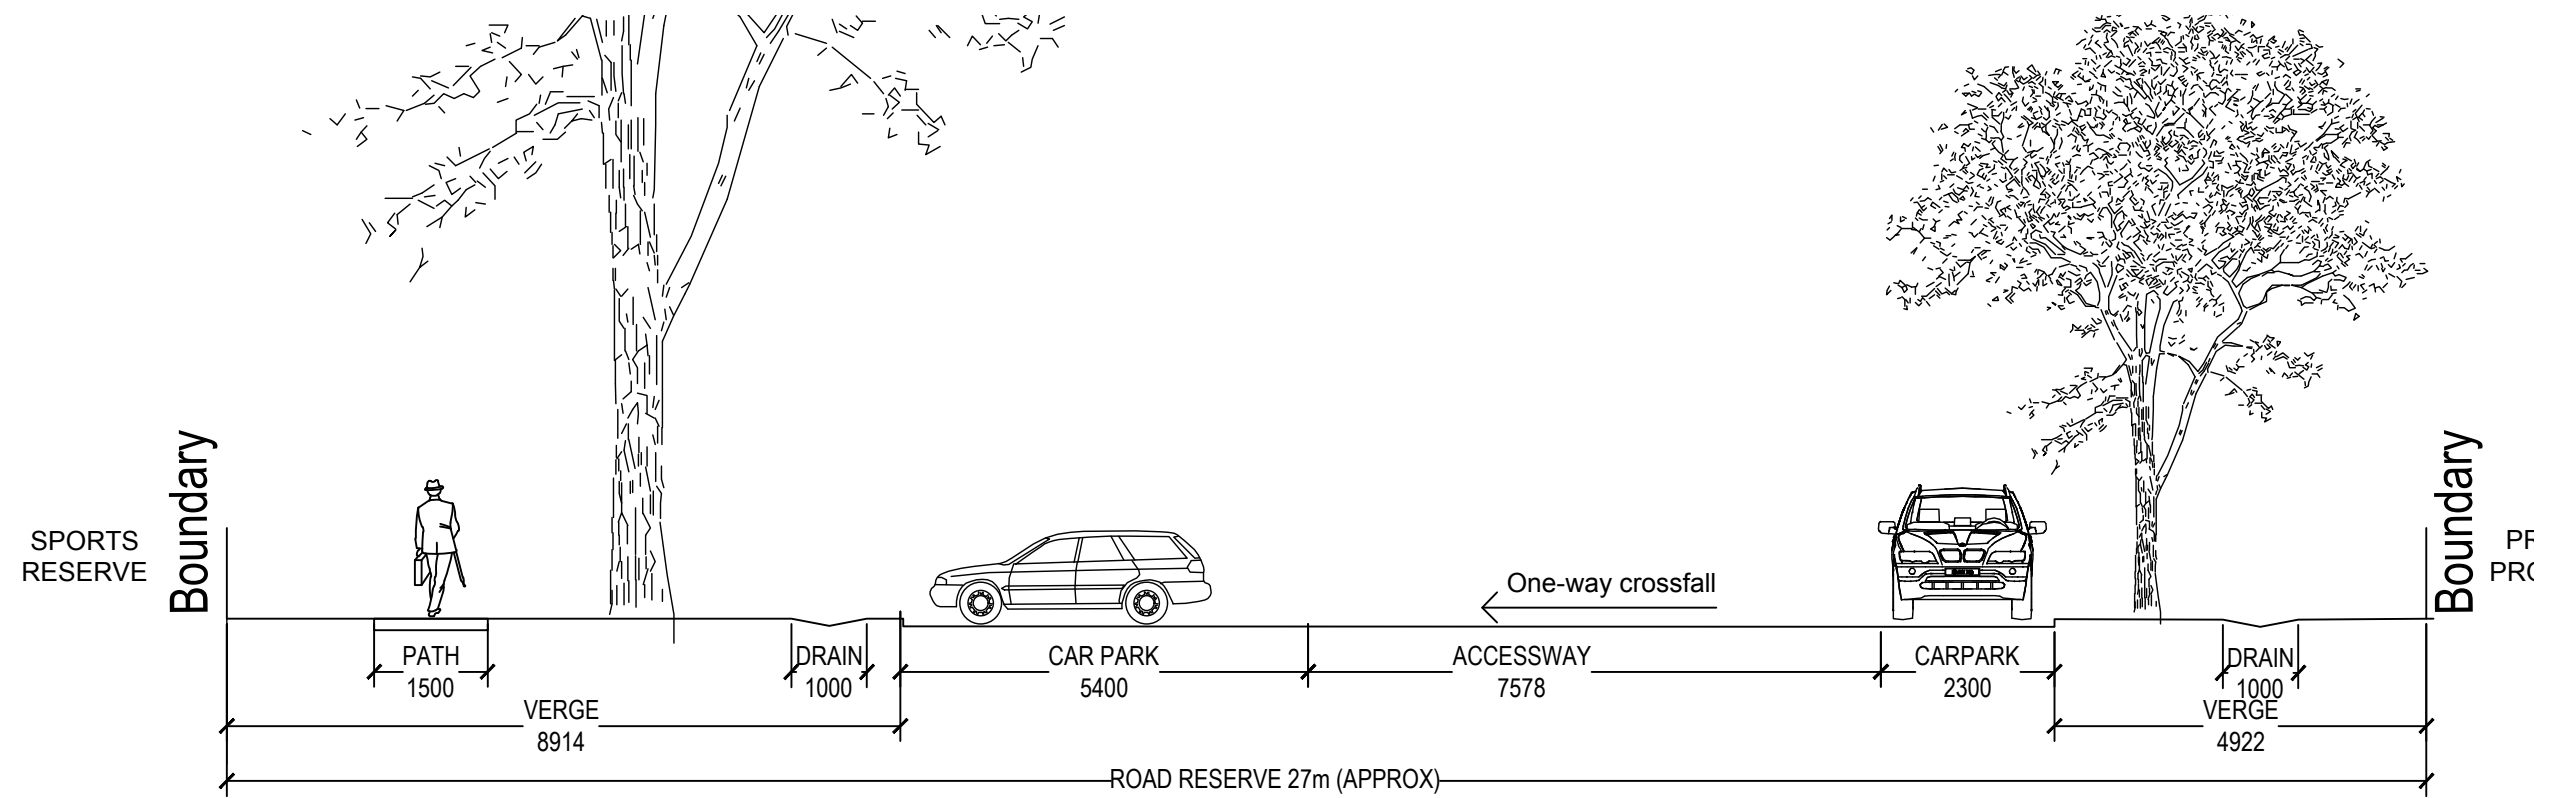 SPORTS
RESERVE
Boundary
One-way crossfall
Boundary
PATH
1500
DRAIN
1000
CAR PARK
5400
ACCESSWAY
7578
CARPARK
2300
DRAIN
1000
VERGE
8914
VERGE
4922
ROAD RESERVE 27m (APPROX)